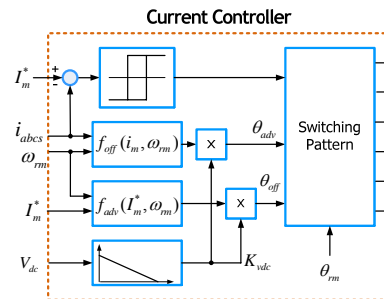 Current Controller
I*m
+
-
iabcs
ωrm
foff(im, ωrm)
x
θadv
Switching
Pattern
I*m
fadv(I*m, ωrm)
x
θoff
Vdc
Kvdc
θrm